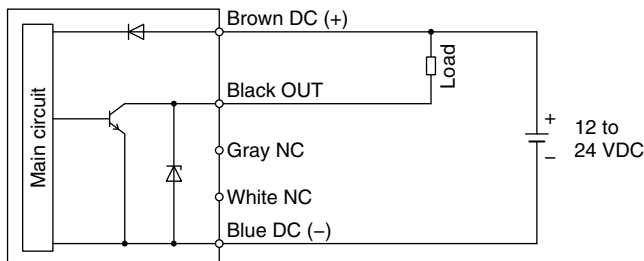 Brown DC (+)
Main circuit
Black OUT
Load
Gray NC
White NC
Blue DC (−)
+
12 to
24 VDC
−